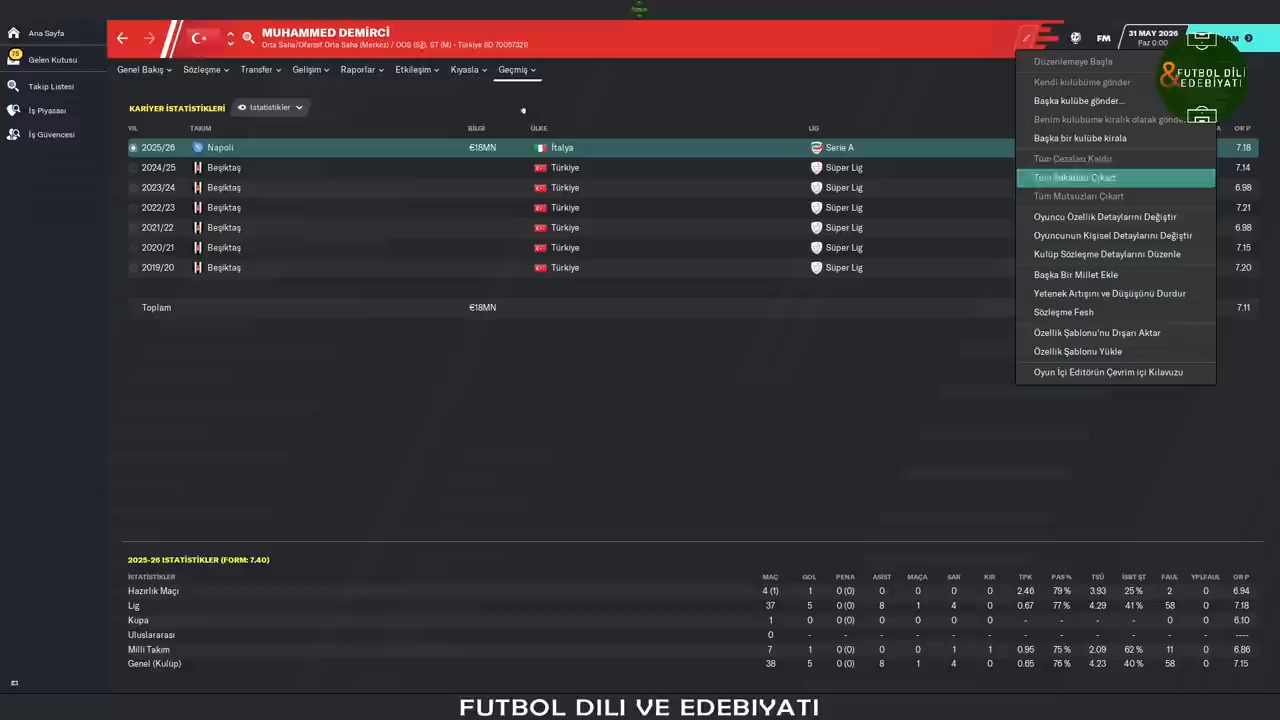 Ana Sayfa
75
Gelen Kutusu
Takip Listesi
İş Piyasası
İş Güvencesi
MUHAMMED DEMİRCİ
Orta Saha/Ofansif Orta Saha (Merkez) / OOS (Sğ), ST (M) - Türkiye (ID:70057321)
FM
31 MAY 2026
Paz 0:00
Genel Bakış
Sözleşme
Transfer
Gelişim
Raporlar
Etkileşim
Kıyasla
Geçmiş
KARİYER İSTATİSTİKLERİ
İstatistikler
YIL TAKIM BİLGİ ÜLKE LİG OR P
2025/26 Napoli €18MN İtalya Serie A 7.18
2024/25 Beşiktaş Türkiye Süper Lig 7.14
2023/24 Beşiktaş Türkiye Süper Lig 6.98
2022/23 Beşiktaş Türkiye Süper Lig 7.21
2021/22 Beşiktaş Türkiye Süper Lig 6.98
2020/21 Beşiktaş Türkiye Süper Lig 7.15
2019/20 Beşiktaş Türkiye Süper Lig 7.20
Toplam €18MN 7.11
Düzenlemeye Başla
Kendi kulübüme gönder
Başka kulübe gönder...
Benim kulübüme kiralık olarak gönde
Başka bir kulübe kirala
Tüm Cezaları Kaldır
Tüm Sakatları Çıkart
Tüm Mutsuzları Çıkart
Oyuncu Özellik Detaylarını Değiştir
Oyuncunun Kişisel Detaylarını Değiştir
Kulüp Sözleşme Detaylarını Düzenle
Başka Bir Millet Ekle
Yetenek Artışını ve Düşüşünü Durdur
Sözleşme Fesh
Özellik Şablonu'nu Dışarı Aktar
Özellik Şablonu Yükle
Oyun İçi Editörün Çevrim içi Kılavuzu
& FUTBOL DİLİ
EDEBİYATI
2025-26 İSTATİSTİKLER (FORM: 7.40)
İSTATİSTİKLER MAÇ GOL PENA ASİST MAÇA SAR KIR TPK PAS % TŞÜ İSBT ŞT FAUL YPLFAUL OR P
Hazırlık Maçı 4 (1) 1 0 (0) 0 0 0 0 2.46 79 % 3.93 25 % 2 0 6.94
Lig 37 5 0 (0) 8 1 4 0 0.67 77 % 4.29 41 % 58 0 7.18
Kupa 1 0 0 (0) 0 0 0 0 - - - - 0 0 6.10
Uluslararası 0 - - - - - - - - - - - - ----
Milli Takım 7 1 0 (0) 0 0 1 1 0.95 75 % 2.09 62 % 11 0 6.86
Genel (Kulüp) 38 5 0 (0) 8 1 4 0 0.65 76 % 4.23 40 % 58 0 7.15
FUTBOL DILI VE EDEBIYATI